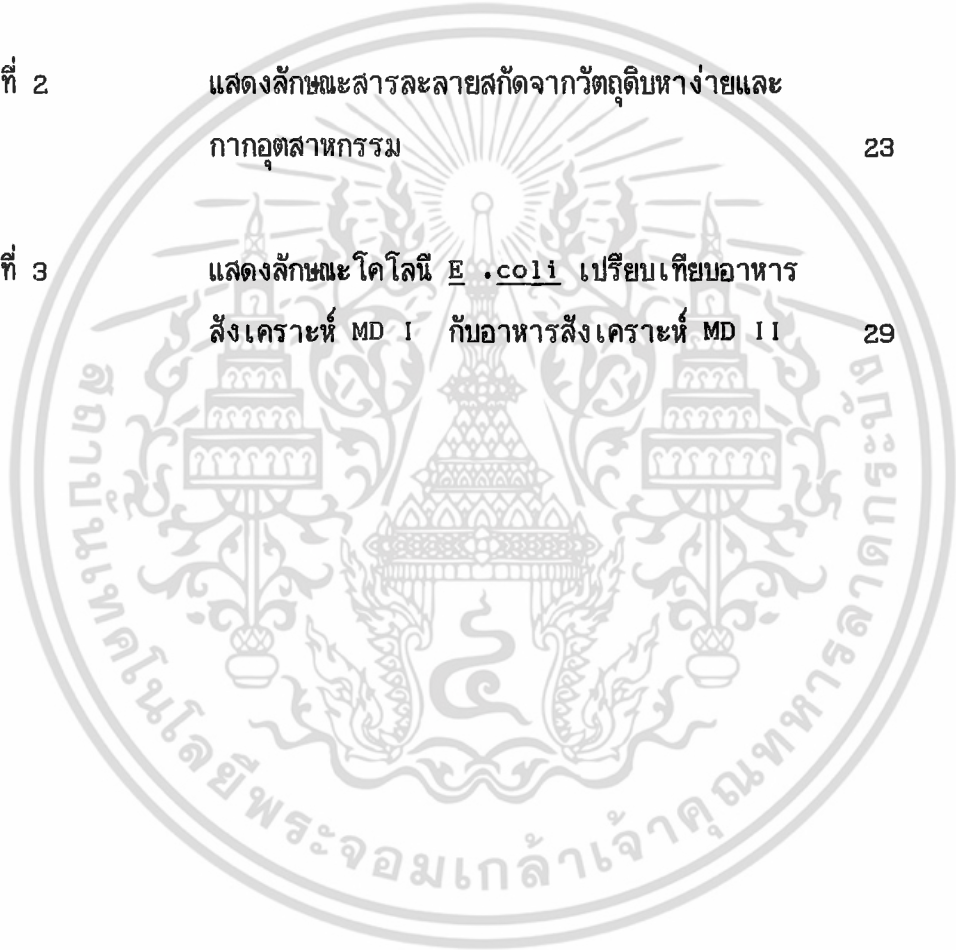 ที่ 2 แสดงลักษณะสารละลายสกัดจากวัตถุดิบหาง่ายและ
กากอุตสาหกรรม 23
ที่ 3 แสดงลักษณะโคโลนี E .coli เปรียบเทียบอาหาร
สังเคราะห์ MD I กับอาหารสังเคราะห์ MD II 29
สถาบันเทคโนโลยีพระจอมเกล้าเจ้าคุณทหารลาดกระบัง